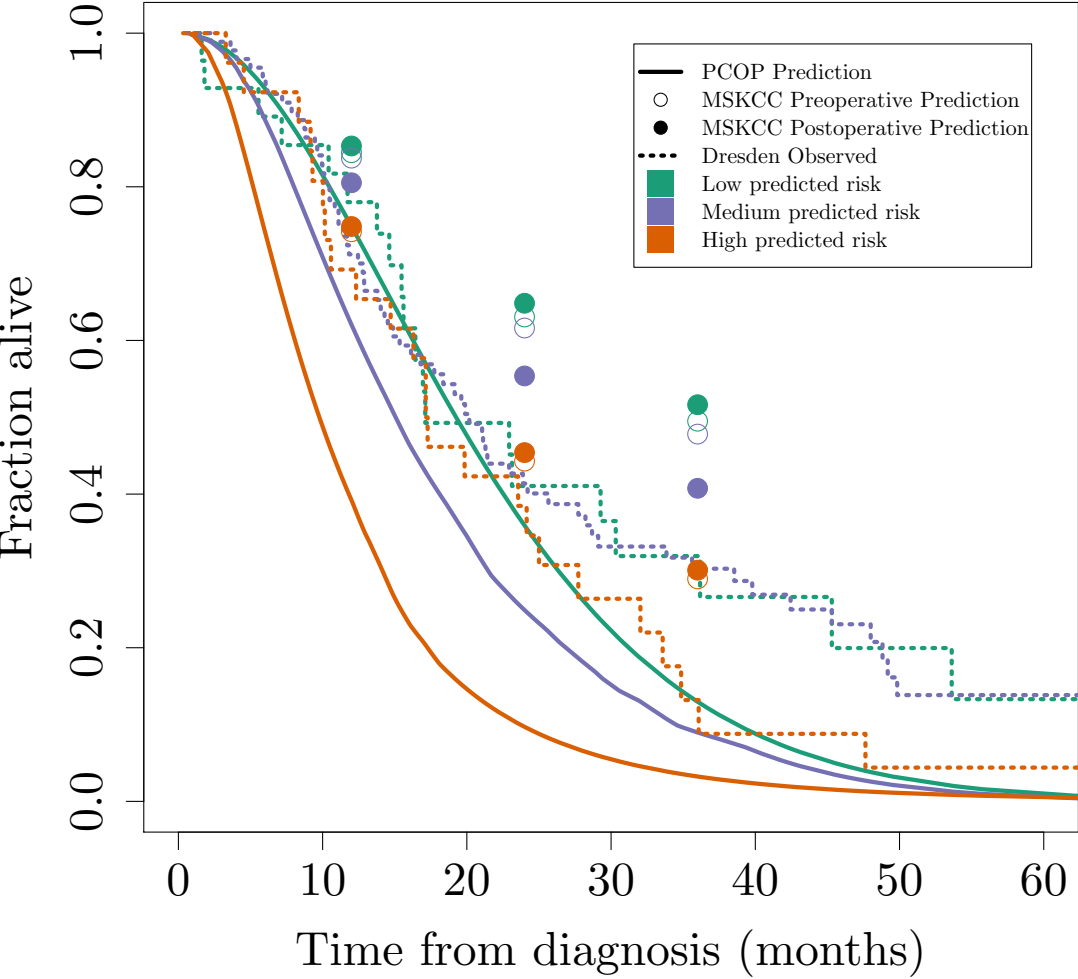 PCOP Prediction
MSKCC Preoperative Prediction
MSKCC Postoperative Prediction
Dresden Observed
Low predicted risk
Medium predicted risk
High predicted risk
Fraction alive
1.0
0.8
0.6
0.4
0.2
0.0
0 10 20 30 40 50 60
Time from diagnosis (months)